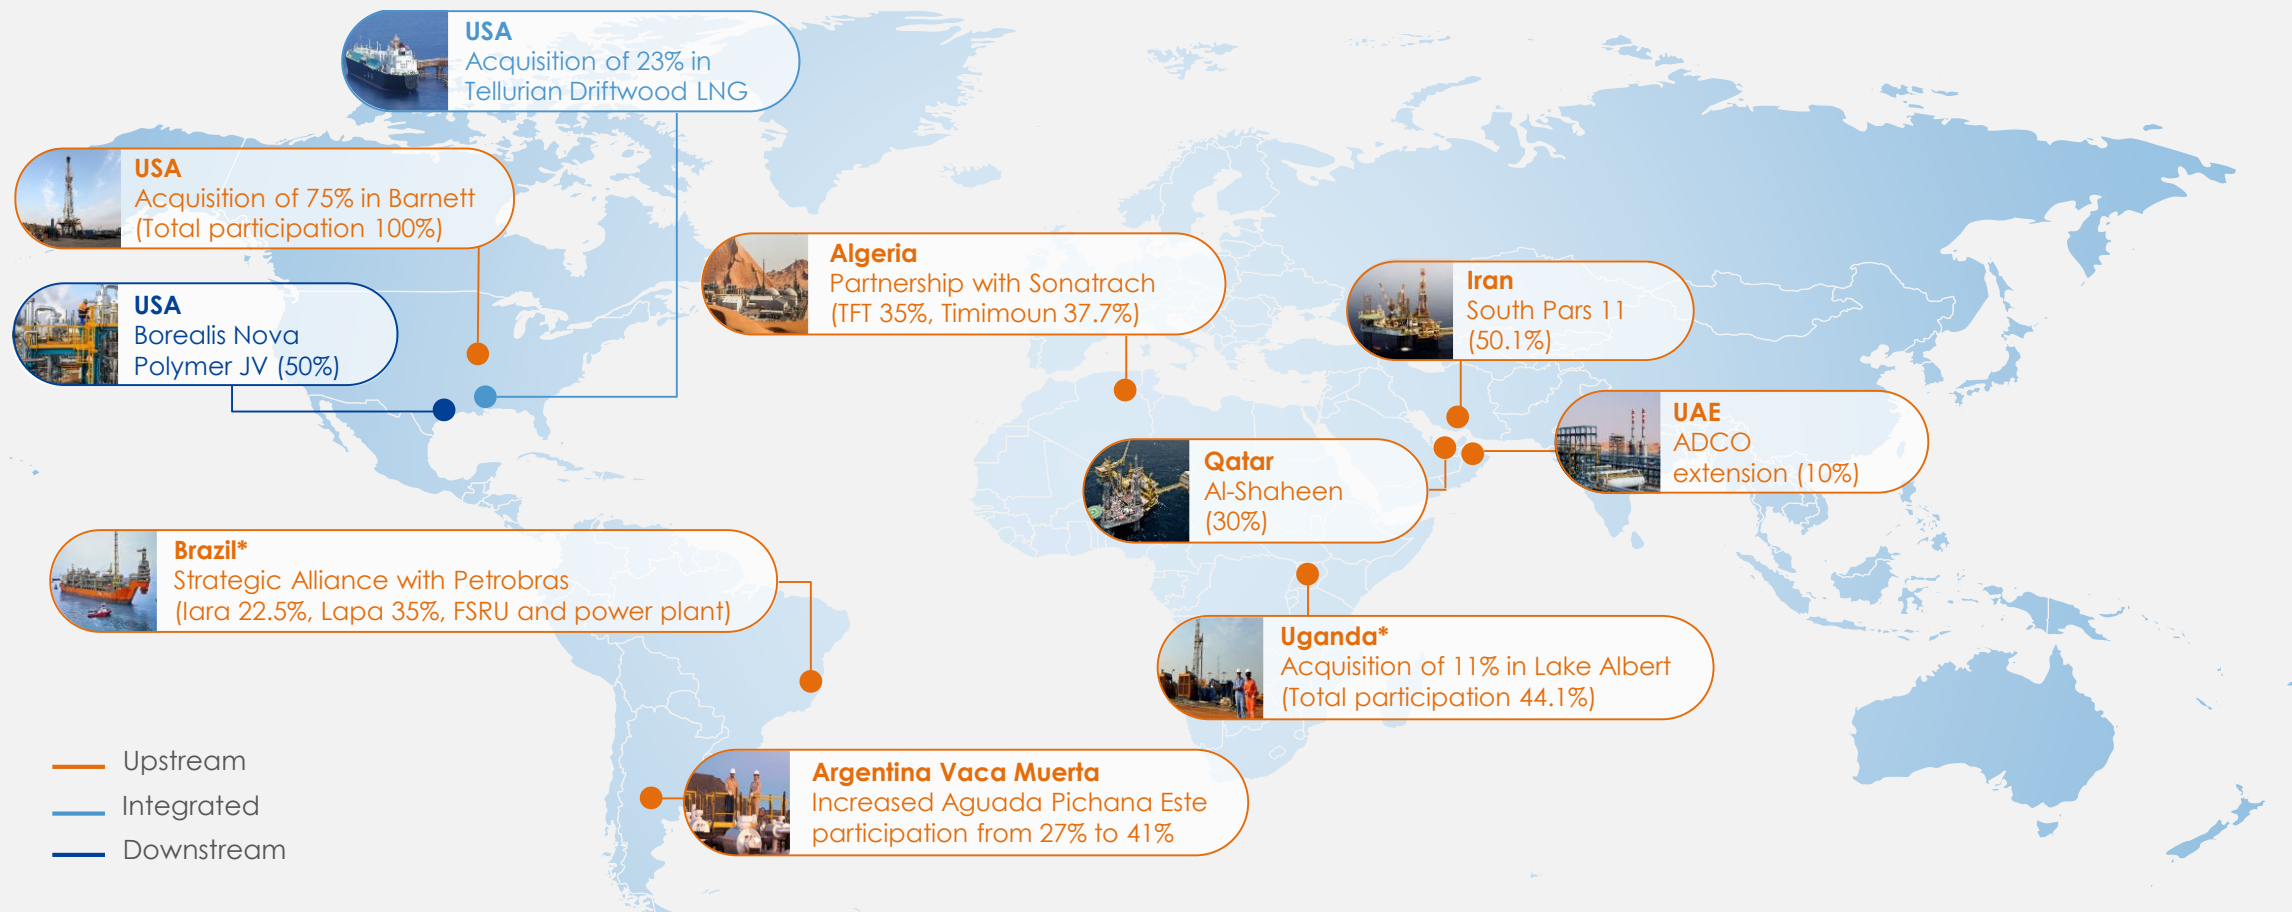 USA
Acquisition of 23% in
Tellurian Driftwood LNG
USA
Acquisition of 75% in Barnett
(Total participation 100%)
USA
Borealis Nova
Polymer JV (50%)
Algeria
Partnership with Sonatrach
(TFT 35%, Timimoun 37.7%)
Iran
South Pars 11
(50.1%)
UAE
ADCO
extension (10%)
Qatar
Al-Shaheen
(30%)
Brazil*
Strategic Alliance with Petrobras
(Iara 22.5%, Lapa 35%, FSRU and power plant)
Uganda*
Acquisition of 11% in Lake Albert
(Total participation 44.1%)
Argentina Vaca Muerta
Increased Aguada Pichana Este
participation from 27% to 41%
Upstream
Integrated
Downstream